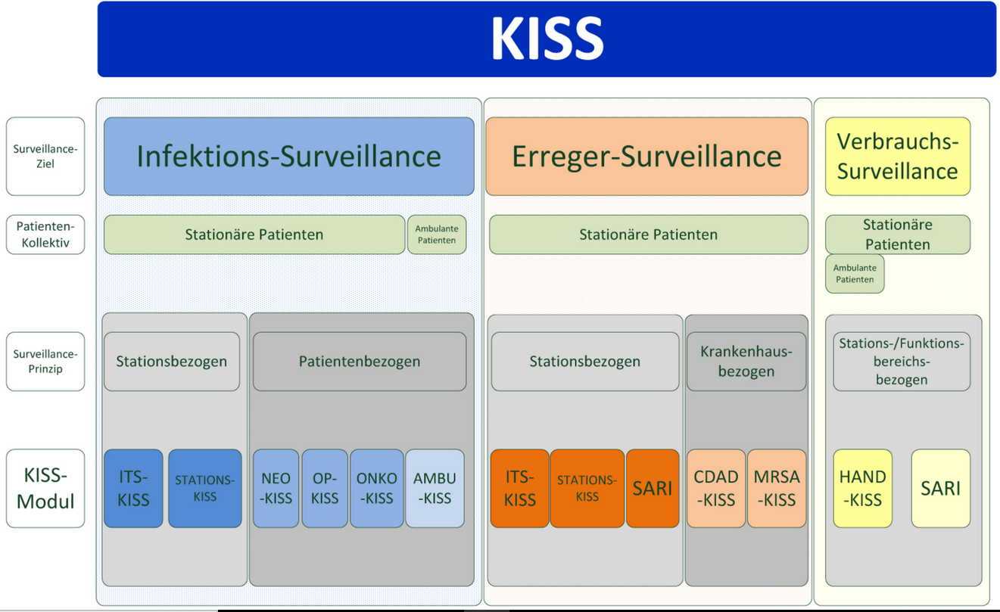 KISS
Surveillance-
Ziel
Infektions-Surveillance
Erreger-Surveillance
Verbrauchs-
Surveillance
Patienten-
Kollektiv
Stationäre Patienten
Ambulante
Patienten
Stationäre Patienten
Stationäre
Patienten
Ambulante
Patienten
Surveillance-
Prinzip
Stationsbezogen
Patientenbezogen
Stationsbezogen
Krankenhaus-
bezogen
Stations-/Funktions-
bereichs-
bezogen
KISS-
Modul
ITS-
KISS
STATIONS-
KISS
NEO
-KISS
OP-
KISS
ONKO
-KISS
AMBU
-KISS
ITS-
KISS
STATIONS-
KISS
SARI
CDAD
-KISS
MRSA
-KISS
HAND
-KISS
SARI